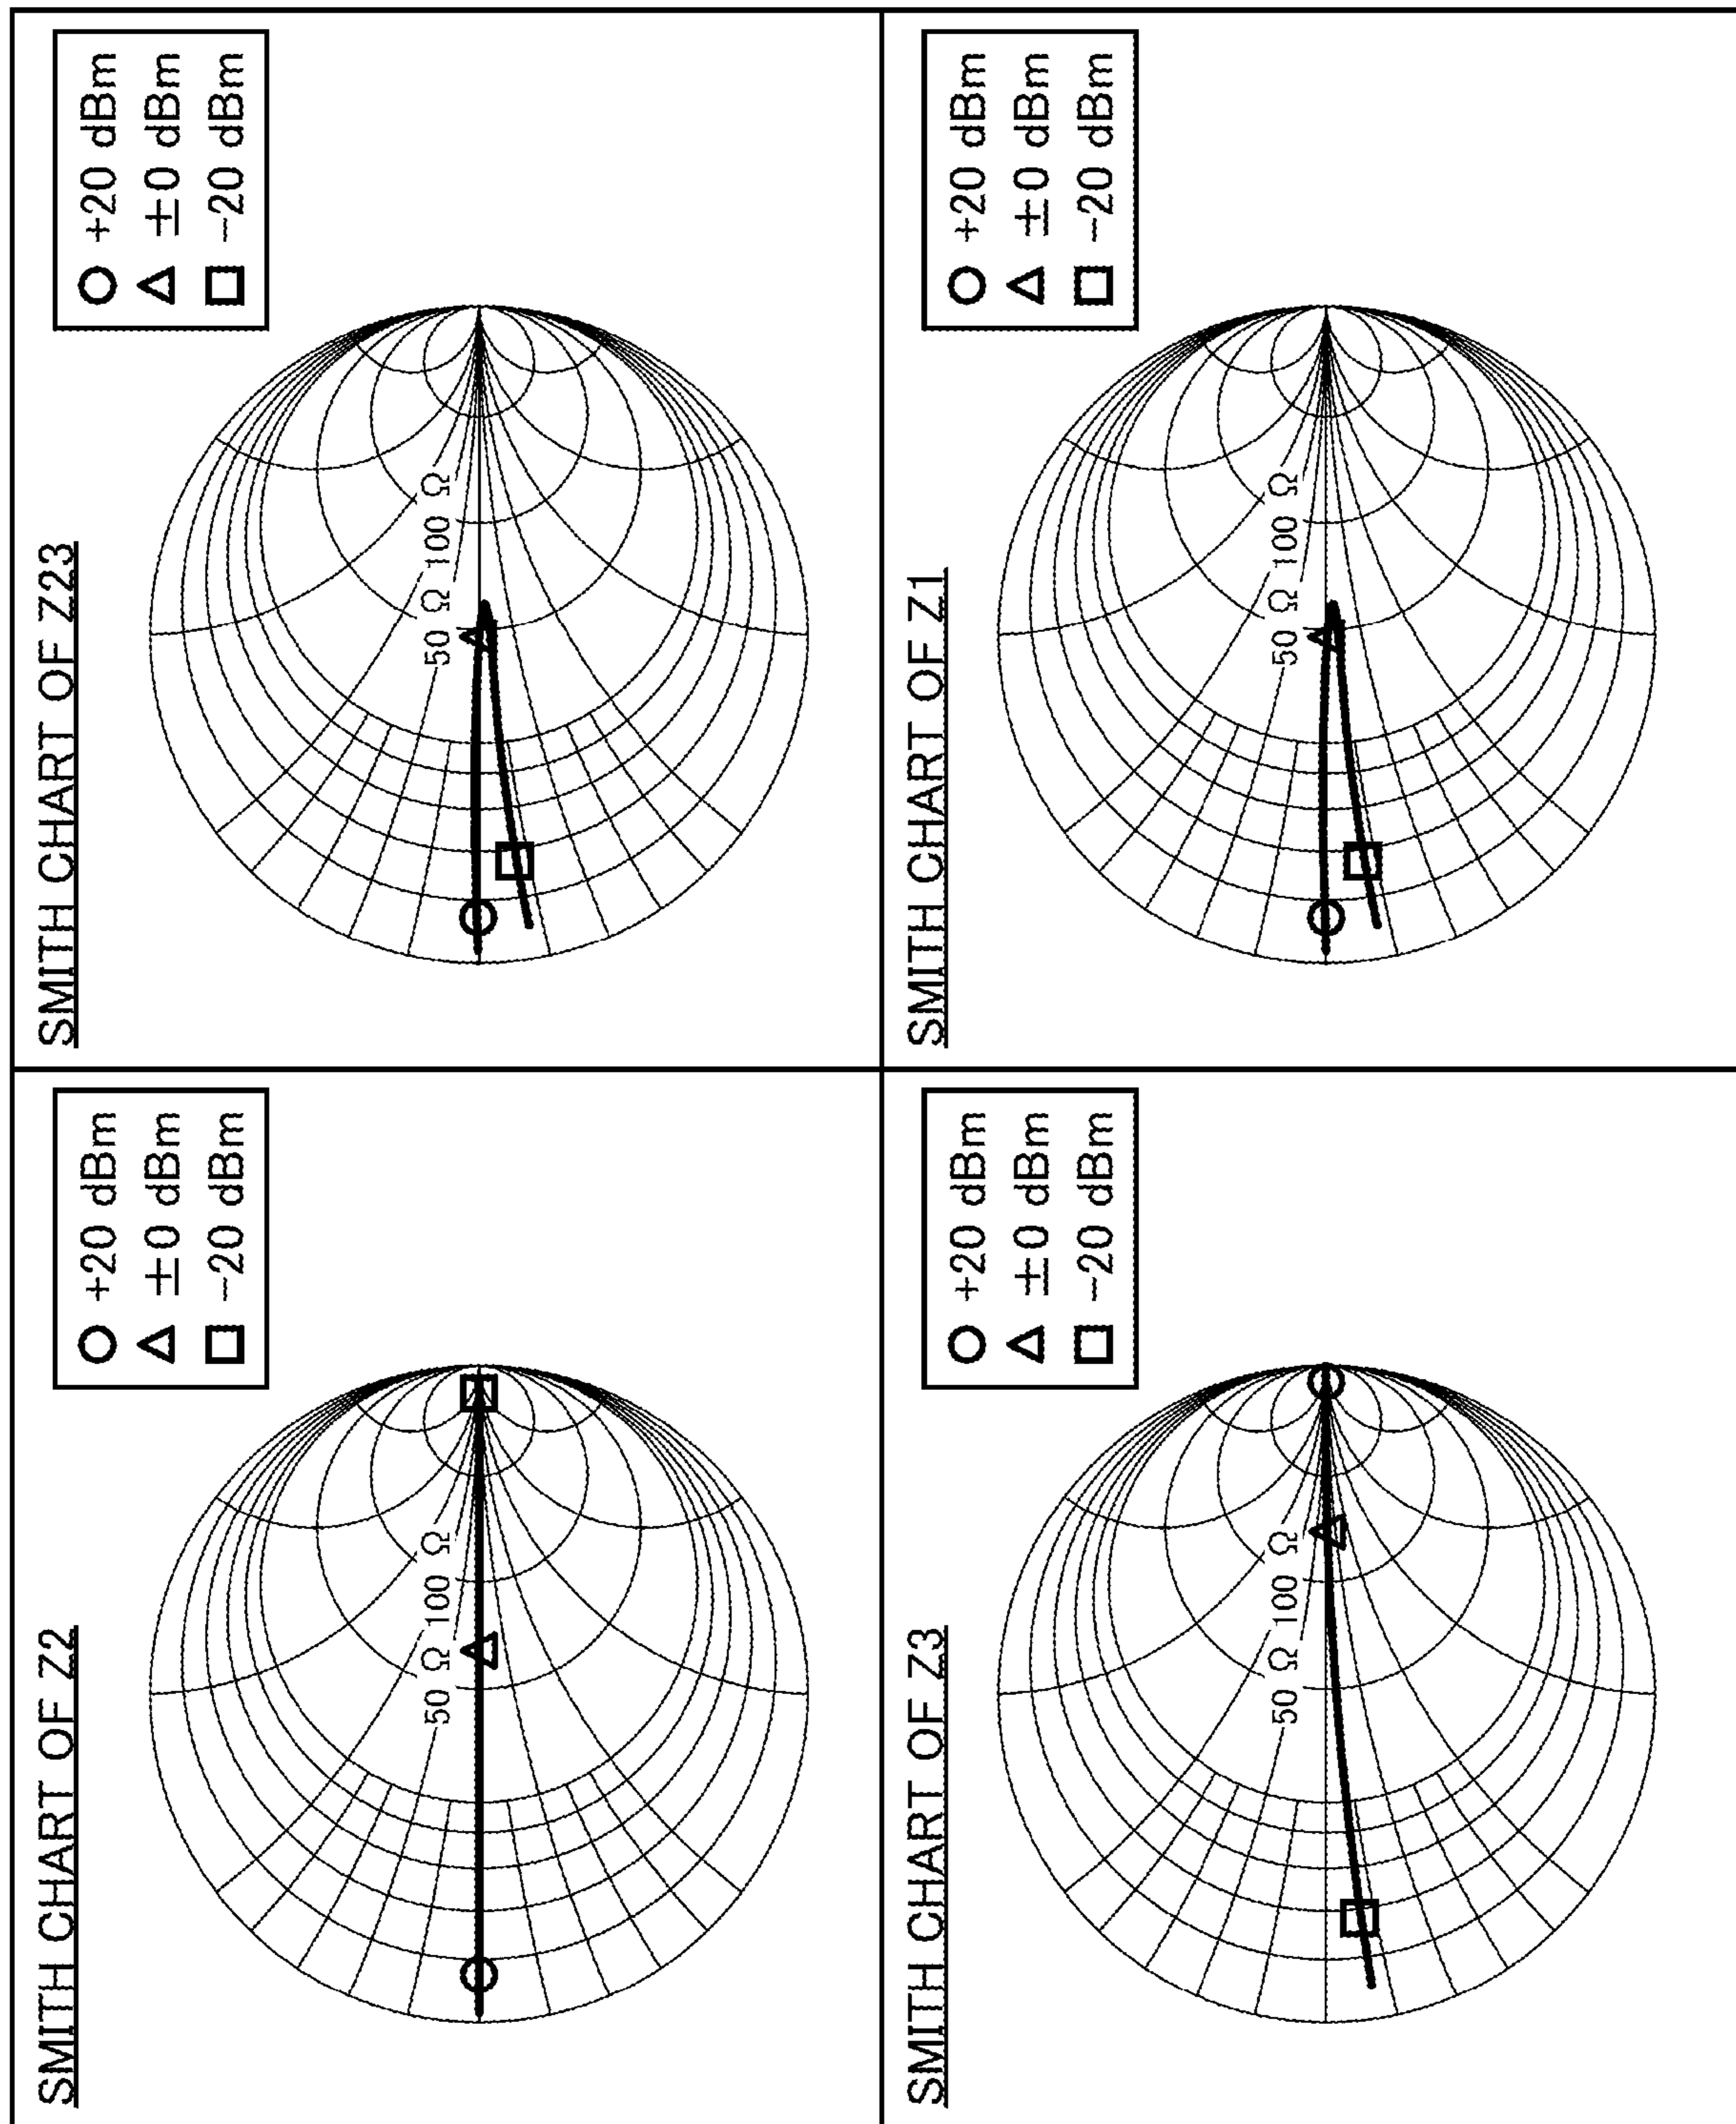 SMITH CHART OF Z2
+20 dBm
±0 dBm
−20 dBm
50 Ω
100 Ω
SMITH CHART OF Z23
+20 dBm
±0 dBm
−20 dBm
50 Ω
100 Ω
SMITH CHART OF Z3
+20 dBm
±0 dBm
−20 dBm
50 Ω
100 Ω
SMITH CHART OF Z1
+20 dBm
±0 dBm
−20 dBm
50 Ω
100 Ω